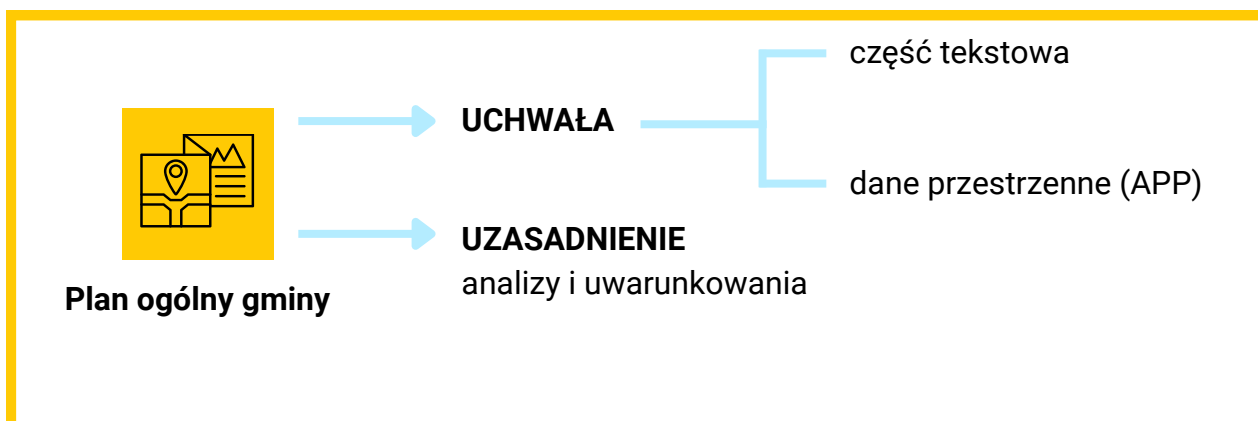 część tekstowa
UCHWAŁA
dane przestrzenne (APP)
UZASADNIENIE
analizy i uwarunkowania
Plan ogólny gminy